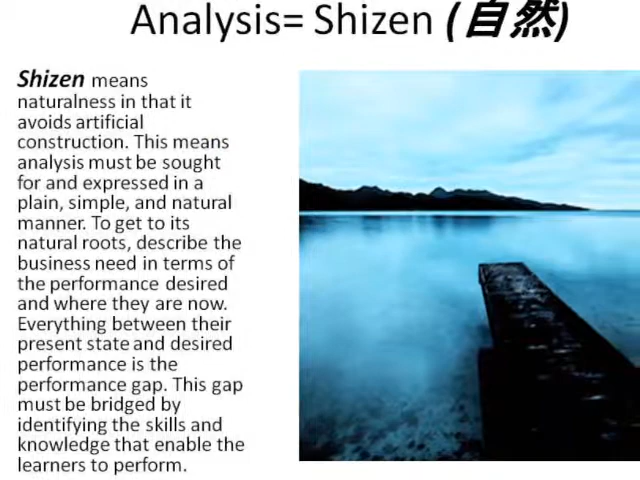 Analysis= Shizen (自然)
Shizen means
naturalness in that it
avoids artificial
construction. This means
analysis must be sought
for and expressed in a
plain, simple, and natural
manner. To get to its
natural roots, describe the
business need in terms of
the performance desired
and where they are now.
Everything between their
present state and desired
performance is the
performance gap. This gap
must be bridged by
identifying the skills and
knowledge that enable the
learners to perform.